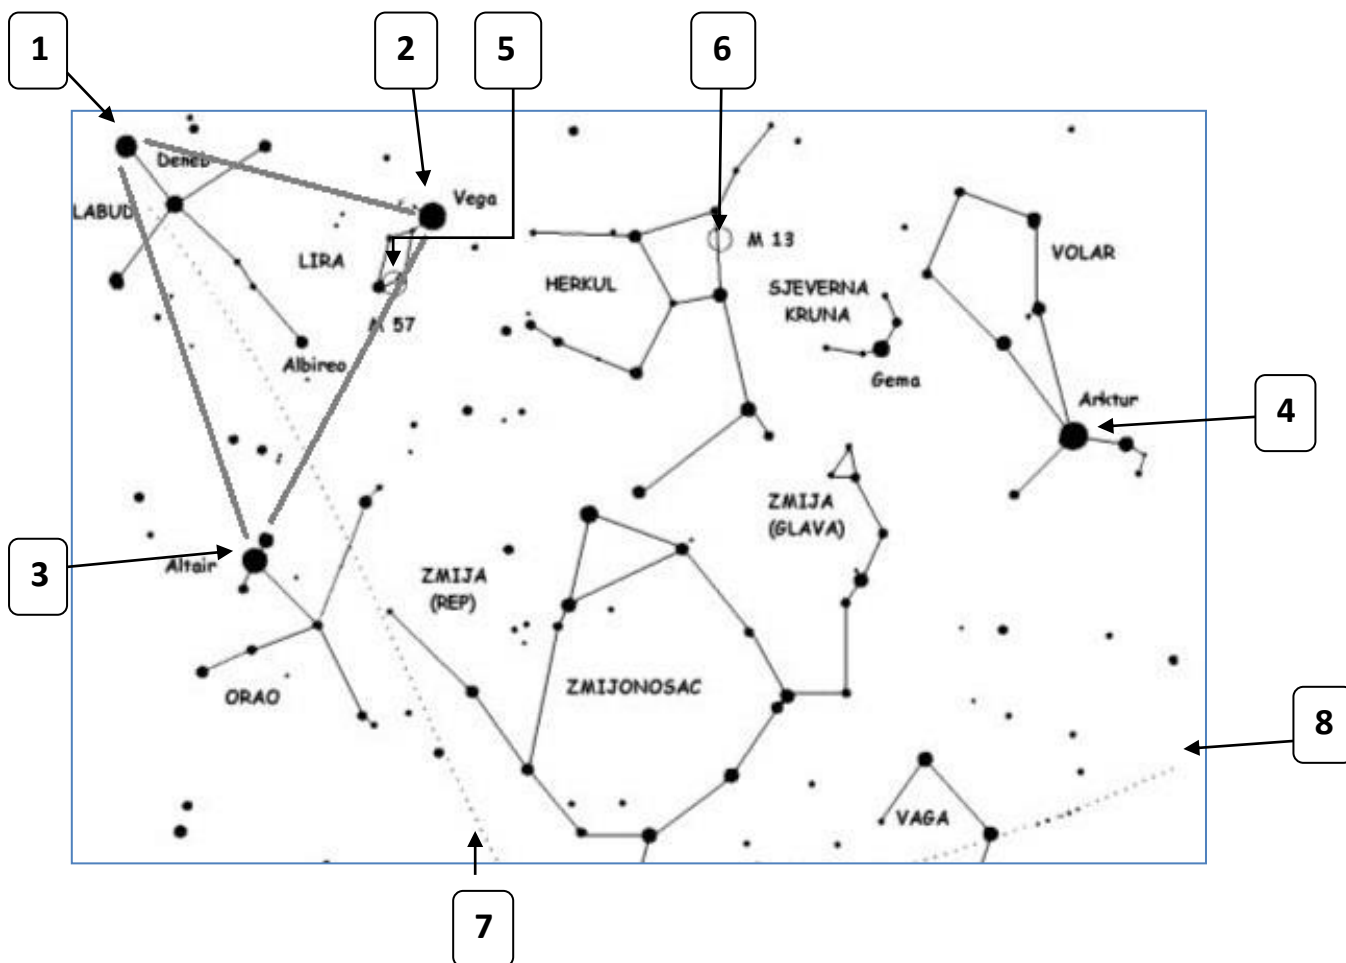 1
2
5
6
Deneb
Vega
LABUD
M 13
VOLAR
LIRA
HERKUL
SJEVERNA
KRUNA
M 57
Albireo
Gema
Arktur
4
ZMIJA
(GLAVA)
3
Altair
ZMIJA
(REP)
ZMIJONOSAC
ORAO
8
VAGA
7